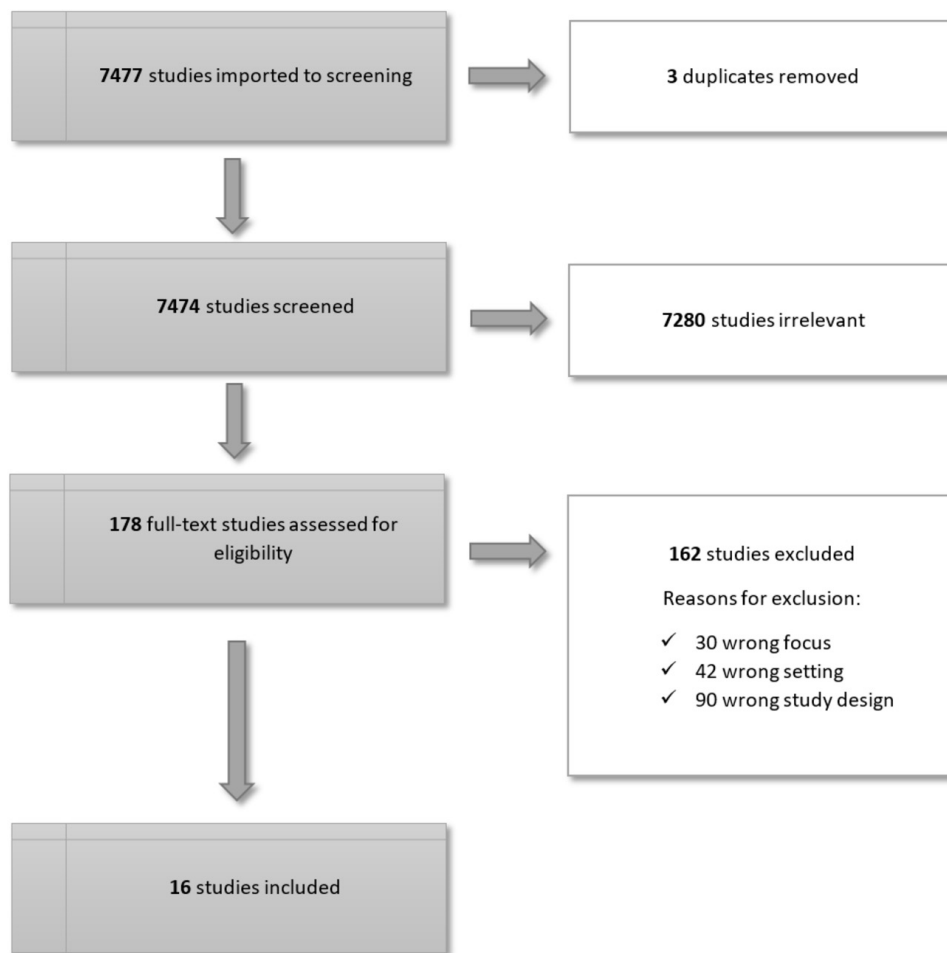 7477 studies imported to screening
3 duplicates removed
7474 studies screened
7280 studies irrelevant
178 full-text studies assessed for
eligibility
162 studies excluded
Reasons for exclusion:
✓ 30 wrong focus
✓ 42 wrong setting
✓ 90 wrong study design
16 studies included